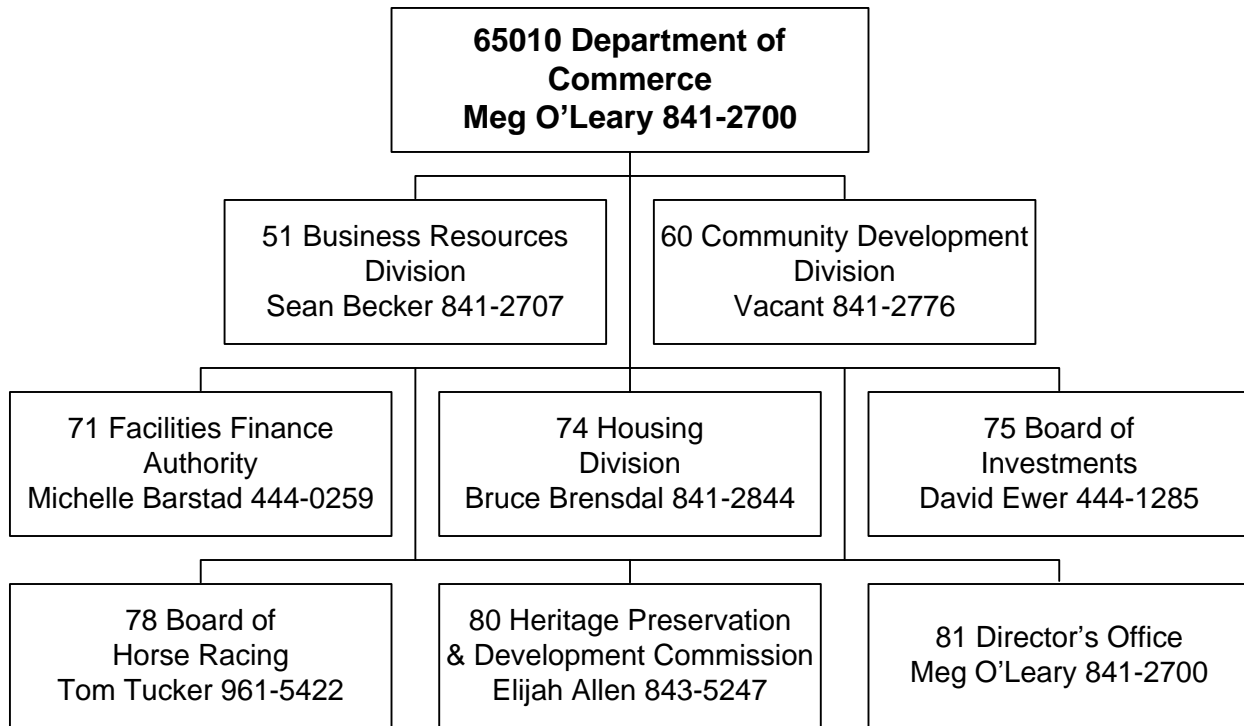 65010 Department of
Commerce
Meg O’Leary 841-2700
51 Business Resources
Division
Sean Becker 841-2707
60 Community Development
Division
Vacant 841-2776
71 Facilities Finance
Authority
Michelle Barstad 444-0259
74 Housing
Division
Bruce Brensdal 841-2844
75 Board of
Investments
David Ewer 444-1285
78 Board of
Horse Racing
Tom Tucker 961-5422
80 Heritage Preservation
& Development Commission
Elijah Allen 843-5247
81 Director’s Office
Meg O’Leary 841-2700